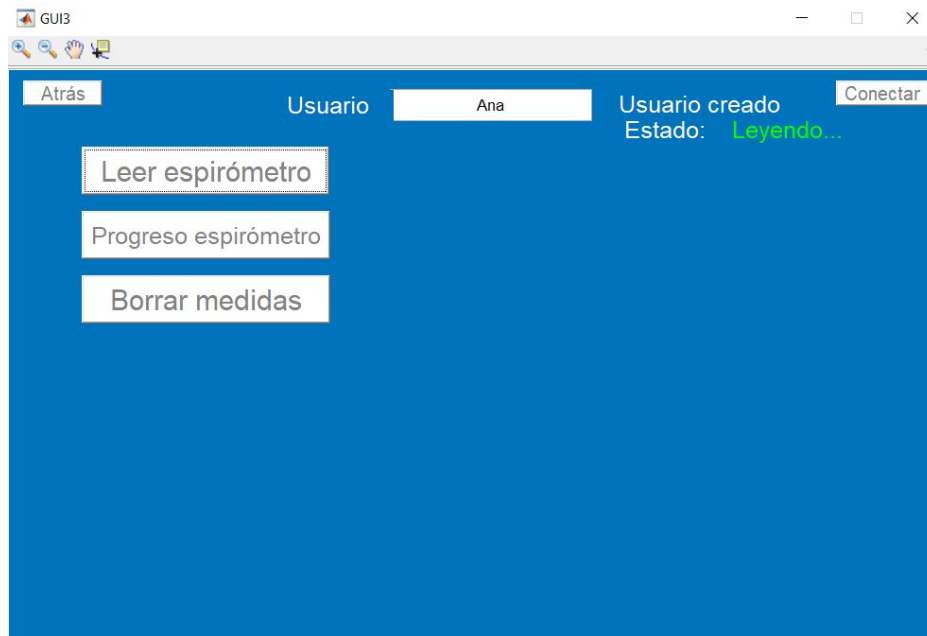 GUI3
Atrás
Usuario
Ana
Usuario creado
Conectar
Estado: Leyendo...
Leer espirómetro
Progreso espirómetro
Borrar medidas